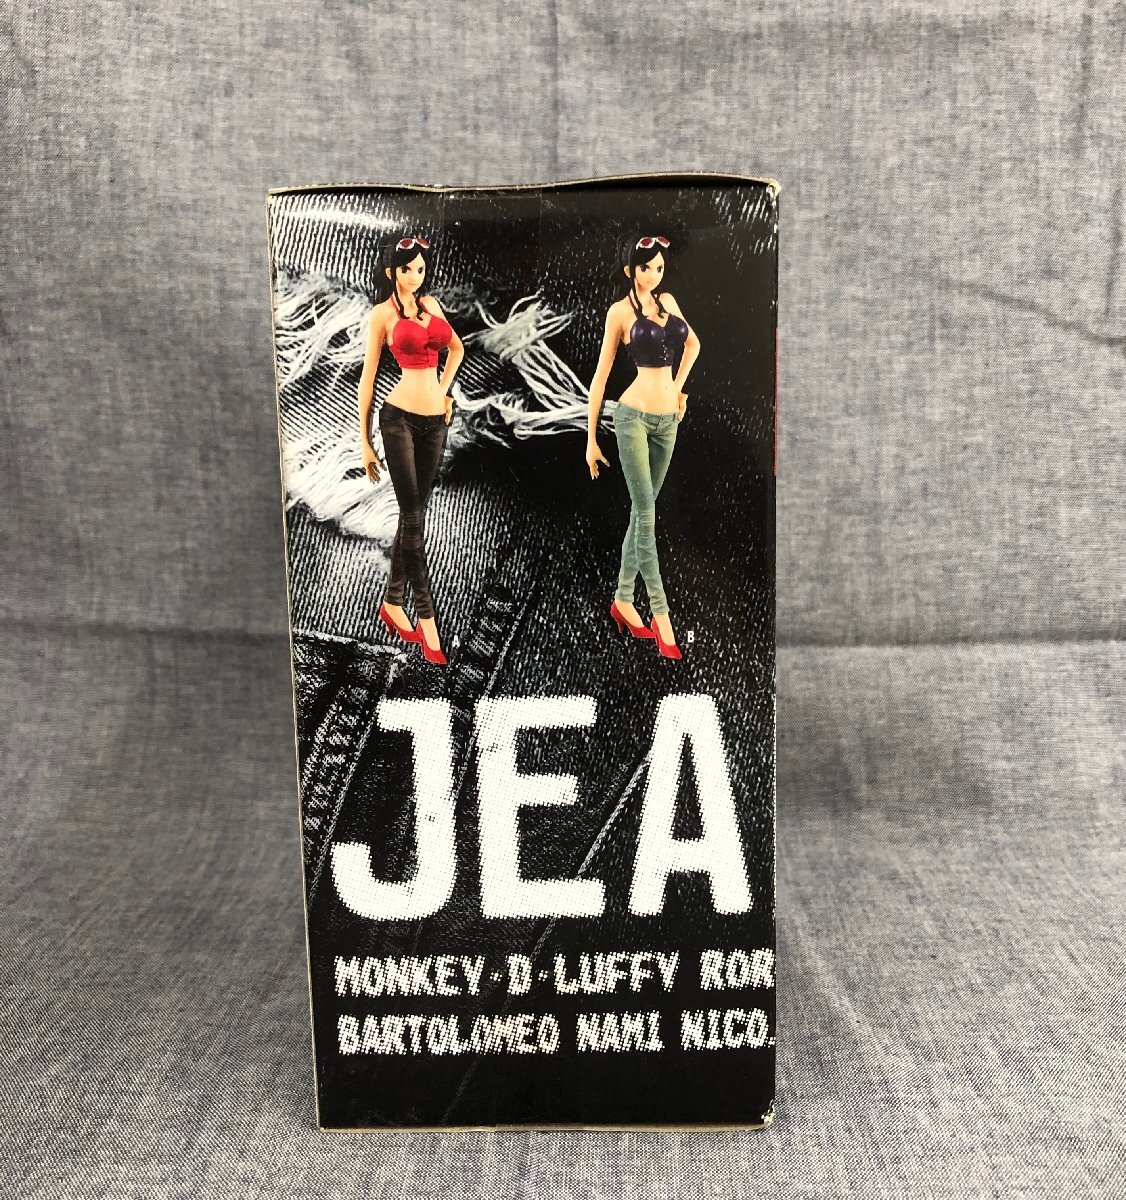 A B
JEA
MONKEY·D·LUFFY ROR
BARTOLOMEO NAMI NICO.